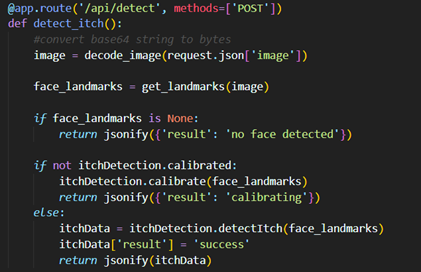 @app.route('/api/detect', methods=['POST'])
def detect_itch():
    #convert base64 string to bytes
    image = decode_image(request.json['image'])

    face_landmarks = get_landmarks(image)

    if face_landmarks is None:
        return jsonify({'result': 'no face detected'})

    if not itchDetection.calibrated:
        itchDetection.calibrate(face_landmarks)
        return jsonify({'result': 'calibrating'})
    else:
        itchData = itchDetection.detectItch(face_landmarks)
        itchData['result'] = 'success'
        return jsonify(itchData)